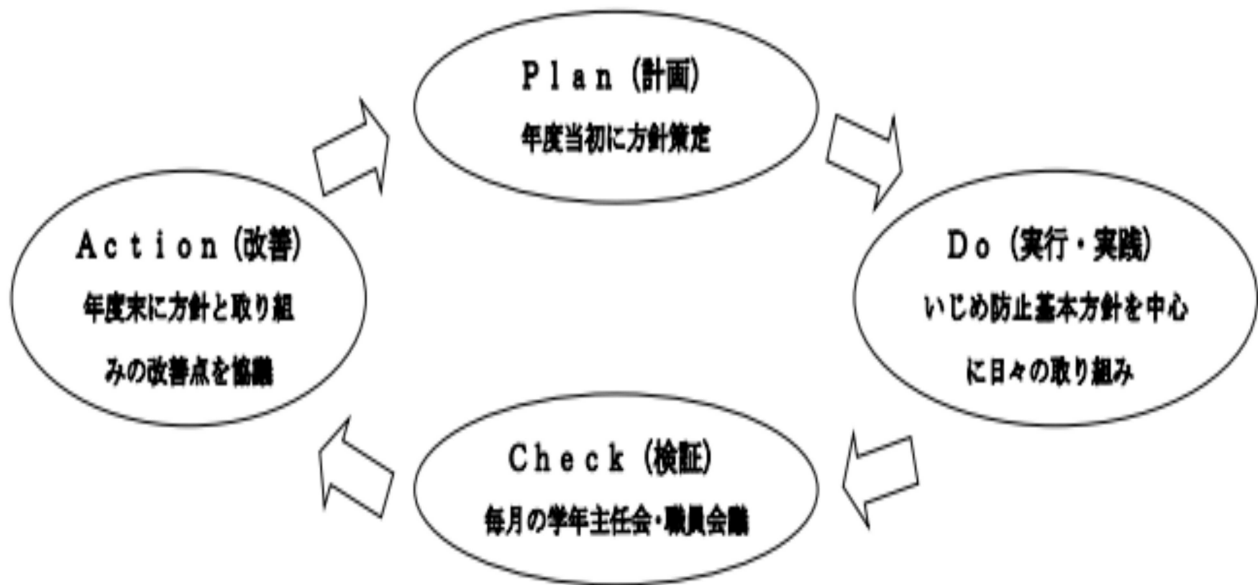 Plan（計画）
年度当初に方針策定
Action（改善）
年度末に方針と取り組
みの改善点を協議
Do（実行・実践）
いじめ防止基本方針を中心
に日々の取り組み
Check（検証）
毎月の学年主任会・職員会議